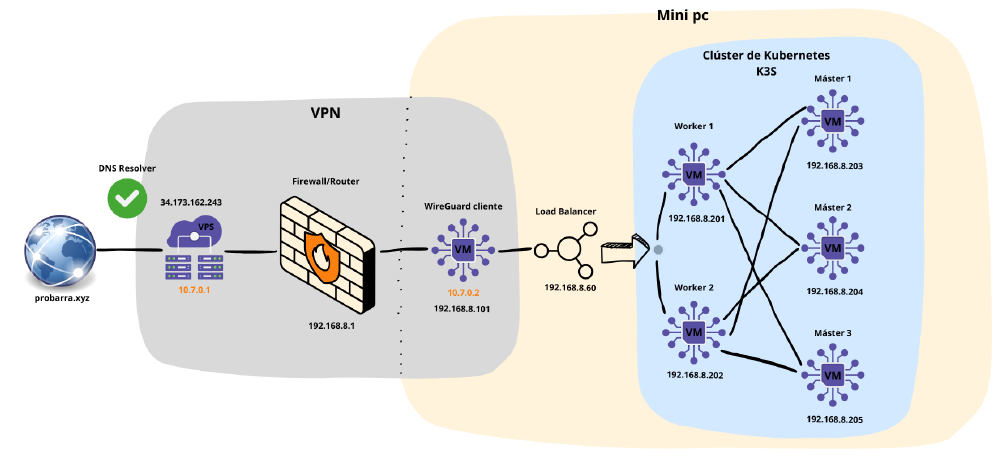 Mini pc
Clúster de Kubernetes
K3S
VPN
DNS Resolver
probarra.xyz
34.173.162.243
VPS
10.7.0.1
Firewall/Router
192.168.8.1
WireGuard cliente
VM
10.7.0.2
192.168.8.101
Load Balancer
192.168.8.60
Worker 1
VM
192.168.8.201
Worker 2
VM
192.168.8.202
Máster 1
VM
192.168.8.203
Máster 2
VM
192.168.8.204
Máster 3
VM
192.168.8.205